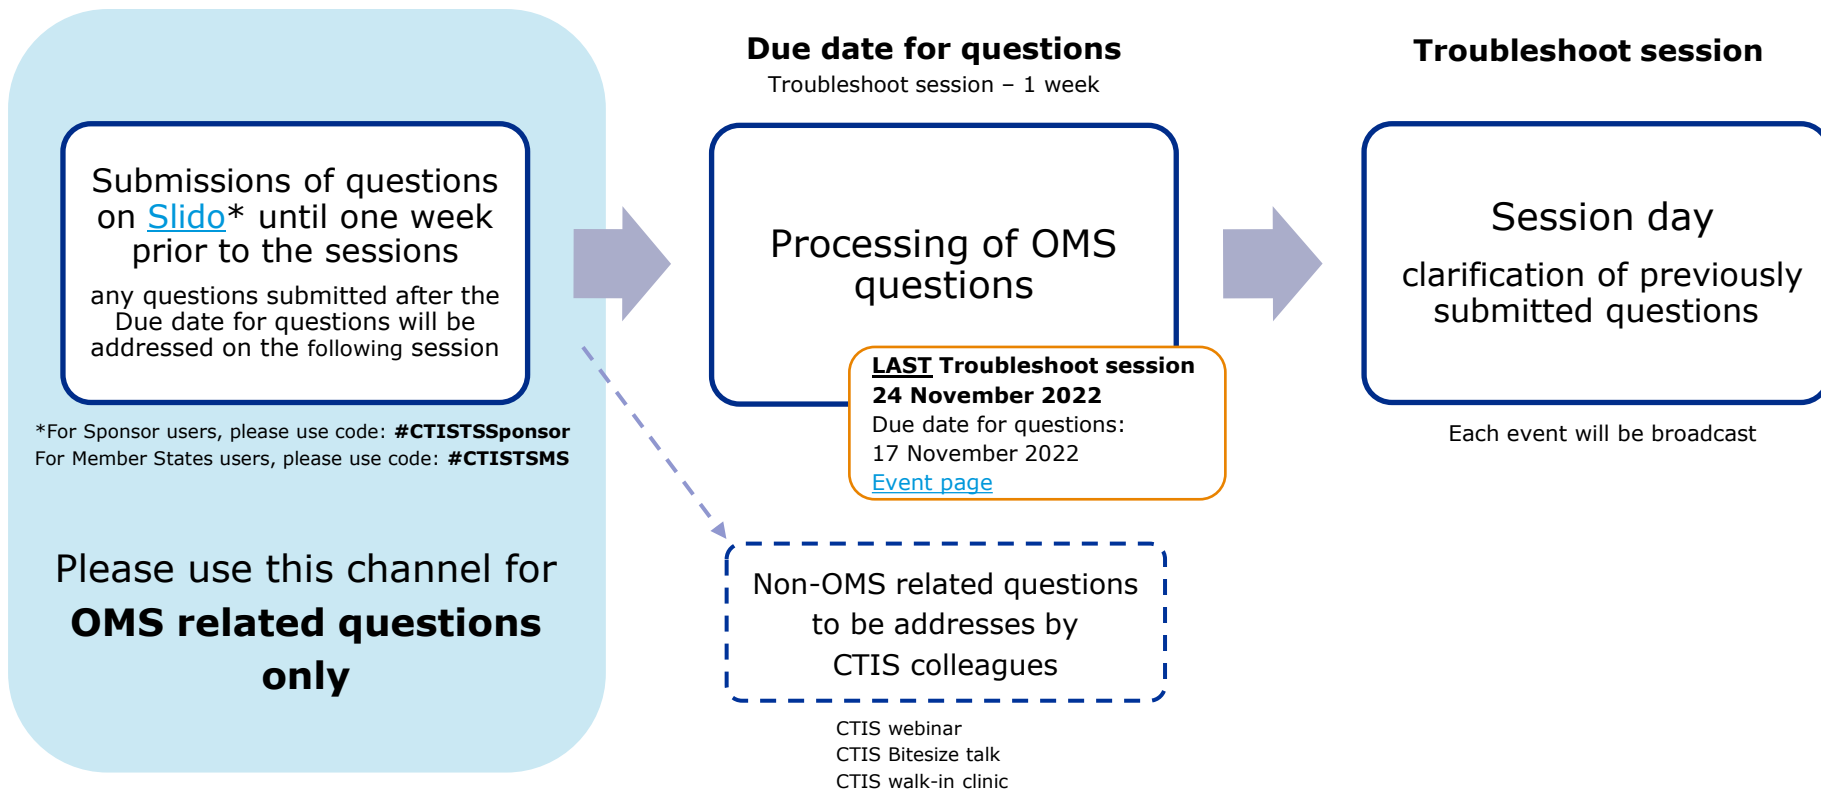 Submissions of questions
on Slido* until one week
prior to the sessions
any questions submitted after the
Due date for questions will be
addressed on the following session
*For Sponsor users, please use code: #CTISTSSponsor
For Member States users, please use code: #CTISTSMS
Please use this channel for
OMS related questions
only
Due date for questions
Troubleshoot session – 1 week
Processing of OMS
questions
LAST Troubleshoot session
24 November 2022
Due date for questions:
17 November 2022
Event page
Non-OMS related questions
to be addresses by
CTIS colleagues
CTIS webinar
CTIS Bitesize talk
CTIS walk-in clinic
Troubleshoot session
Session day
clarification of previously
submitted questions
Each event will be broadcast